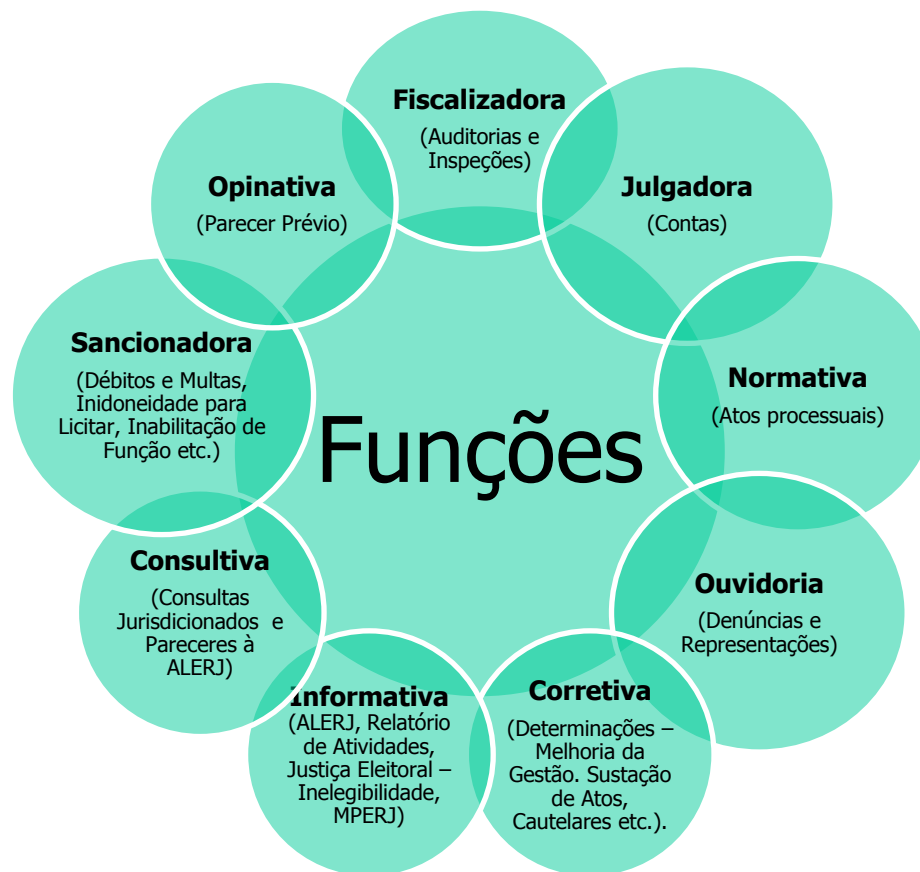 Fiscalizadora
(Auditorias e
Inspeções)
Julgadora
(Contas)
Normativa
(Atos processuais)
Ouvidoria
(Denúncias e
Representações)
Corretiva
(Determinações –
Melhoria da
Gestão. Sustação
de Atos,
Cautelares etc.).
Informativa
(ALERJ, Relatório
de Atividades,
Justiça Eleitoral –
Inelegibilidade,
MPERJ)
Consultiva
(Consultas
Jurisdicionados e
Pareceres à
ALERJ)
Sancionadora
(Débitos e Multas,
Inidoneidade para
Licitar, Inabilitação de
Função etc.)
Opinativa
(Parecer Prévio)
Funções